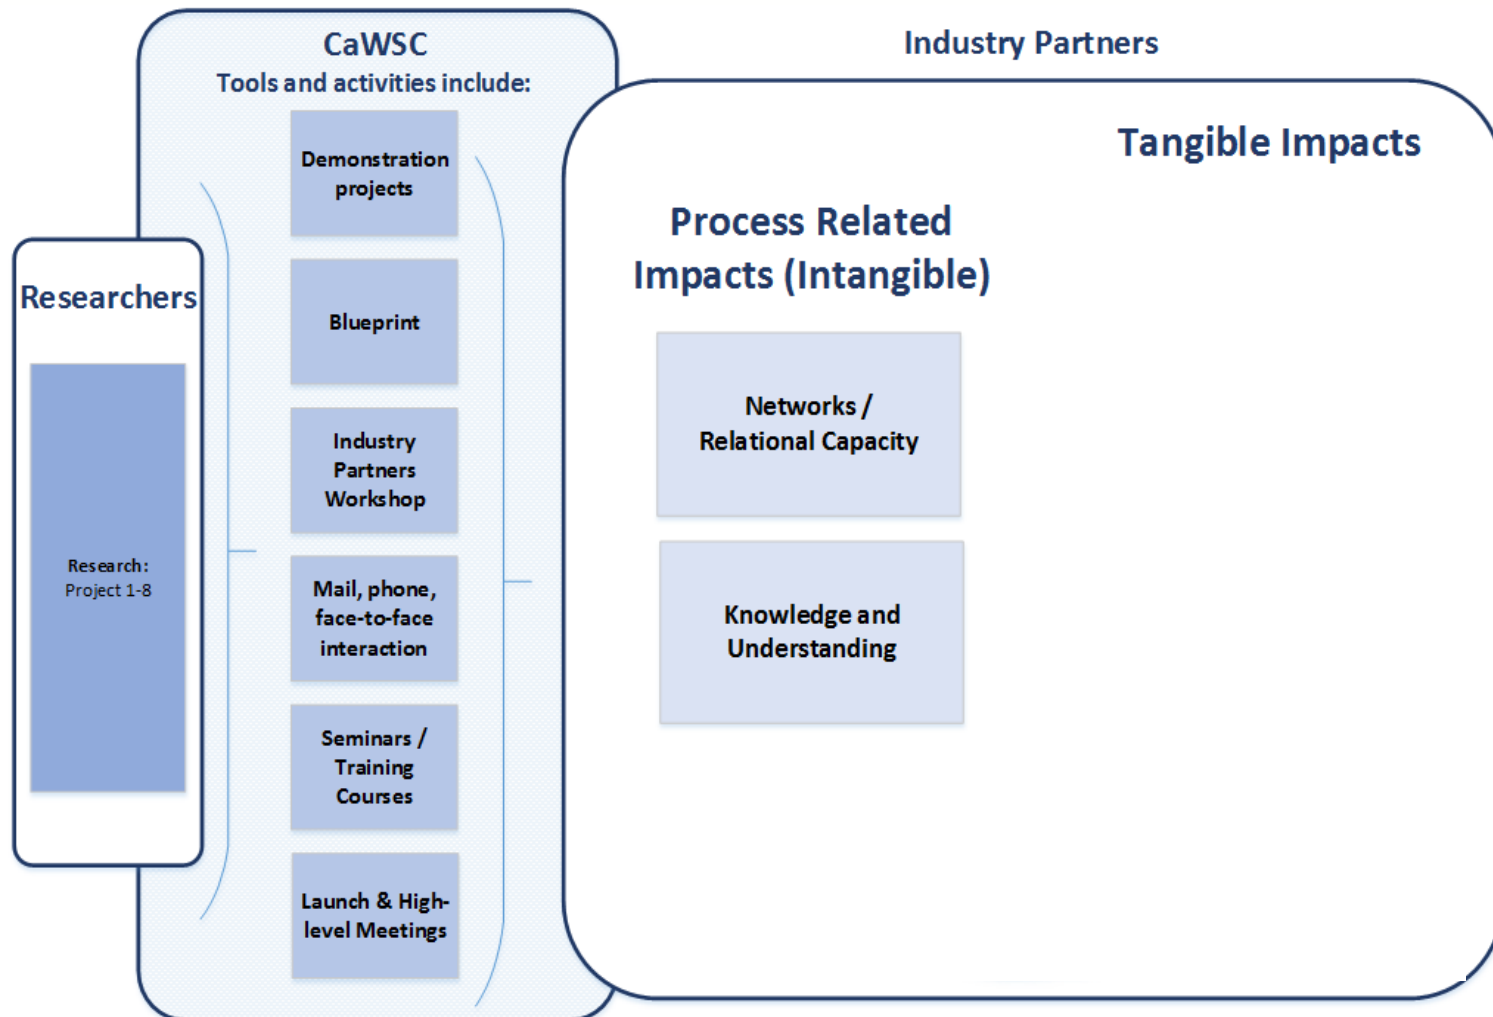 CaWSC
Tools and activities include:
Industry Partners
Researchers
Research:
Project 1-8
Demonstration
projects
Blueprint
Industry
Partners
Workshop
Mail, phone,
face-to-face
interaction
Seminars /
Training
Courses
Launch & High-
level Meetings
Process Related
Impacts (Intangible)
Networks /
Relational Capacity
Knowledge and
Understanding
Tangible Impacts